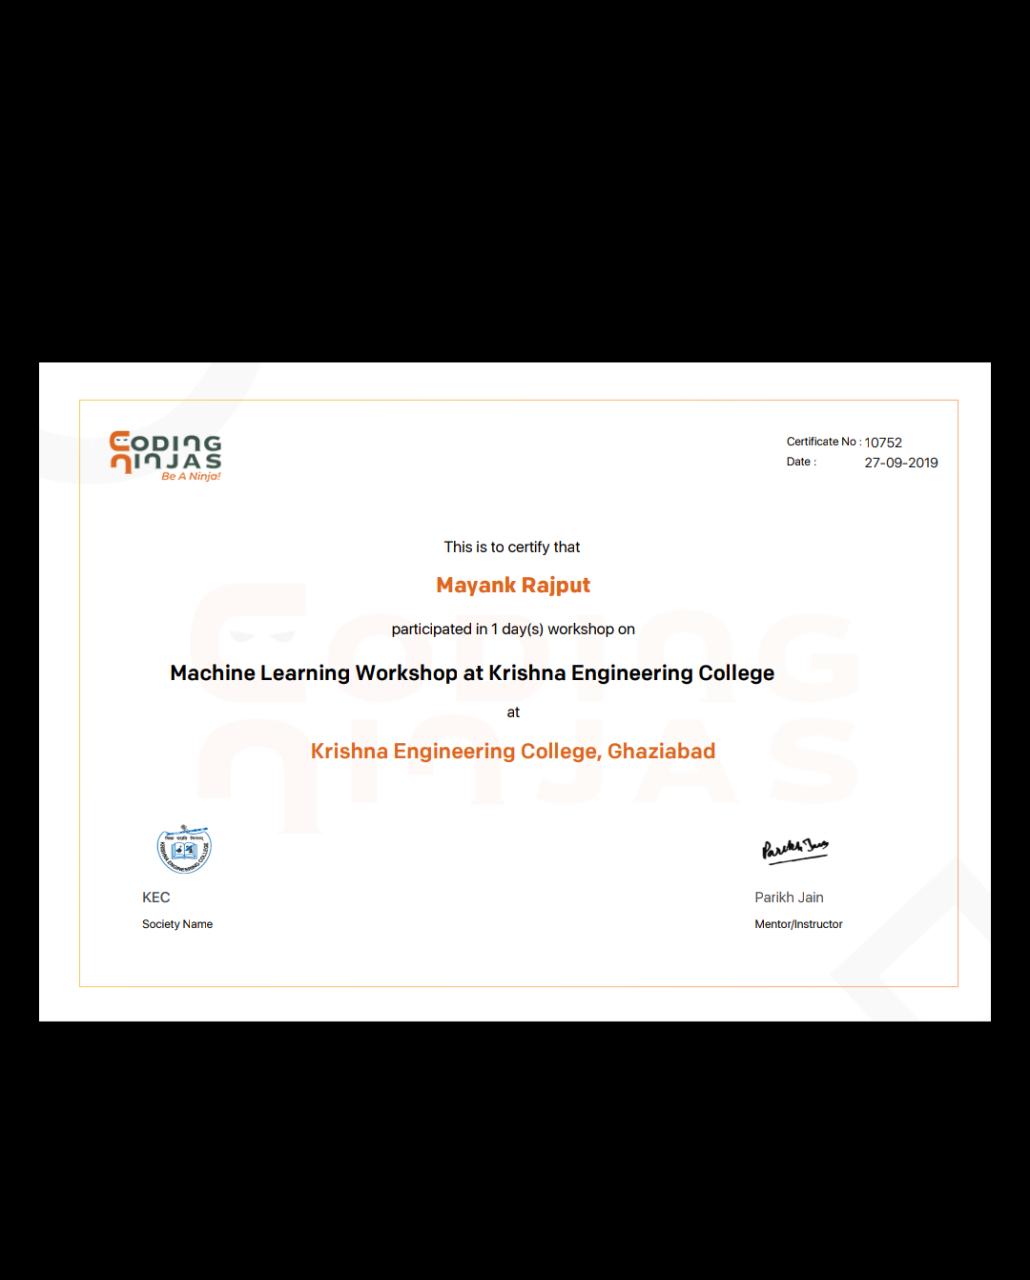 CODING
NINJAS
Be A Ninja!
Certificate No : 10752
Date : 27-09-2019
This is to certify that
Mayank Rajput
participated in 1 day(s) workshop on
Machine Learning Workshop at Krishna Engineering College
at
Krishna Engineering College, Ghaziabad
KRISHNA ENGINEERING COLLEGE
Parikh Jain
KEC
Parikh Jain
Society Name
Mentor/Instructor